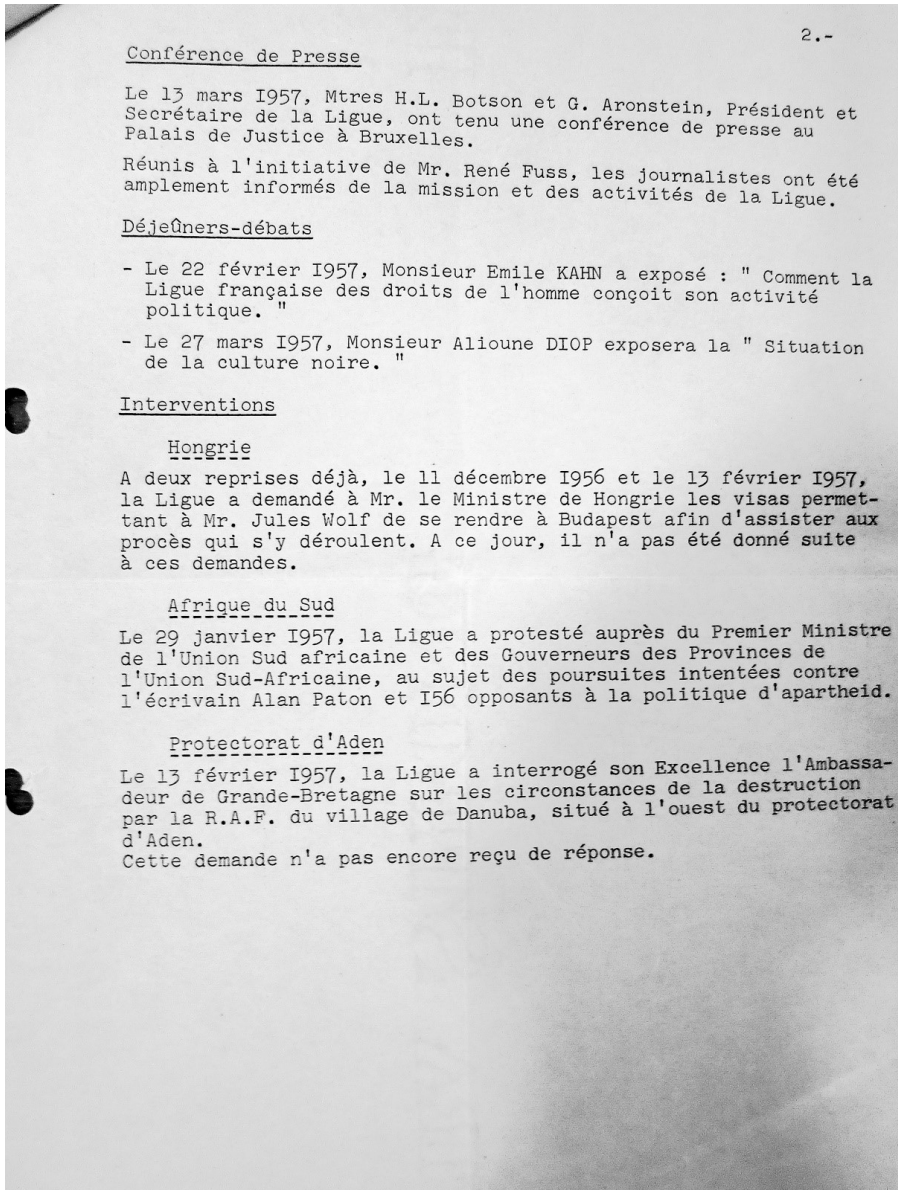 2.-
Conférence de Presse
Le 13 mars I957, Mtres H.L. Botson et G. Aronstein, Président et
Secrétaire de la Ligue, ont tenu une conférence de presse au
Palais de Justice à Bruxelles.
Réunis à l'initiative de Mr. René Fuss, les journalistes ont été
amplement informés de la mission et des activités de la Ligue.
Déjeûners-débats
- Le 22 février I957, Monsieur Emile KAHN a exposé : " Comment la
Ligue française des droits de l'homme conçoit son activité
politique. "
- Le 27 mars I957, Monsieur Alioune DIOP exposera la " Situation
de la culture noire. "
Interventions
Hongrie
A deux reprises déjà, le 11 décembre I956 et le 13 février I957,
la Ligue a demandé à Mr. le Ministre de Hongrie les visas permet-
tant à Mr. Jules Wolf de se rendre à Budapest afin d'assister aux
procès qui s'y déroulent. A ce jour, il n'a pas été donné suite
à ces demandes.
Afrique du Sud
Le 29 janvier I957, la Ligue a protesté auprès du Premier Ministre
de l'Union Sud africaine et des Gouverneurs des Provinces de
l'Union Sud-Africaine, au sujet des poursuites intentées contre
l'écrivain Alan Paton et I56 opposants à la politique d'apartheid.
Protectorat d'Aden
Le 13 février I957, la Ligue a interrogé son Excellence l'Ambassa-
deur de Grande-Bretagne sur les circonstances de la destruction
par la R.A.F. du village de Danuba, situé à l'ouest du protectorat
d'Aden.
Cette demande n'a pas encore reçu de réponse.